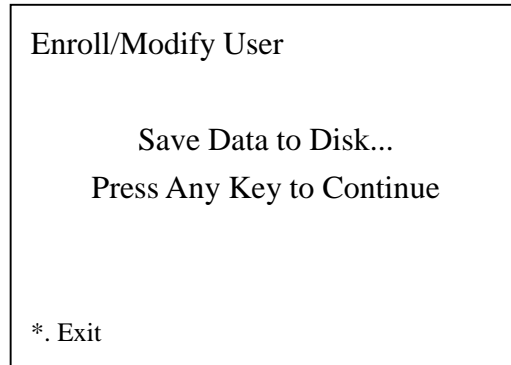 Enroll/Modify User
Save Data to Disk...
Press Any Key to Continue
*. Exit